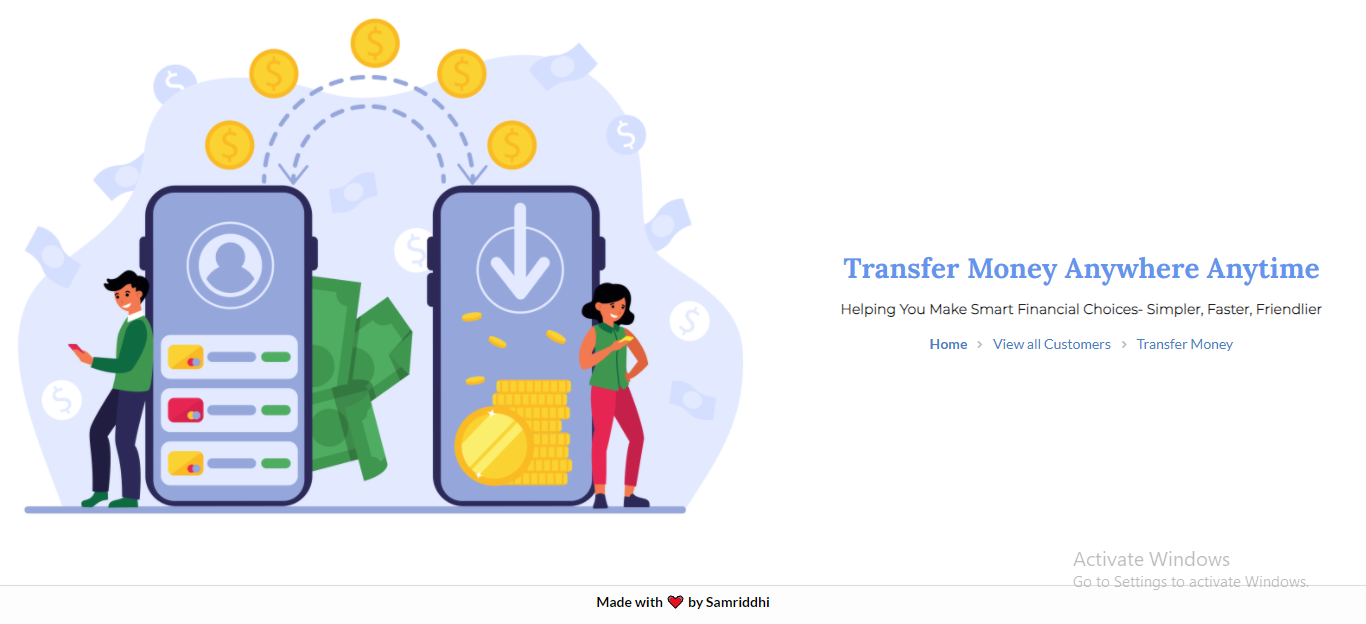 Transfer Money Anywhere Anytime
Helping You Make Smart Financial Choices- Simpler, Faster, Friendlier
Home › View all Customers › Transfer Money
Activate Windows
Go to Settings to activate Windows.
Made with ❤ by Samriddhi